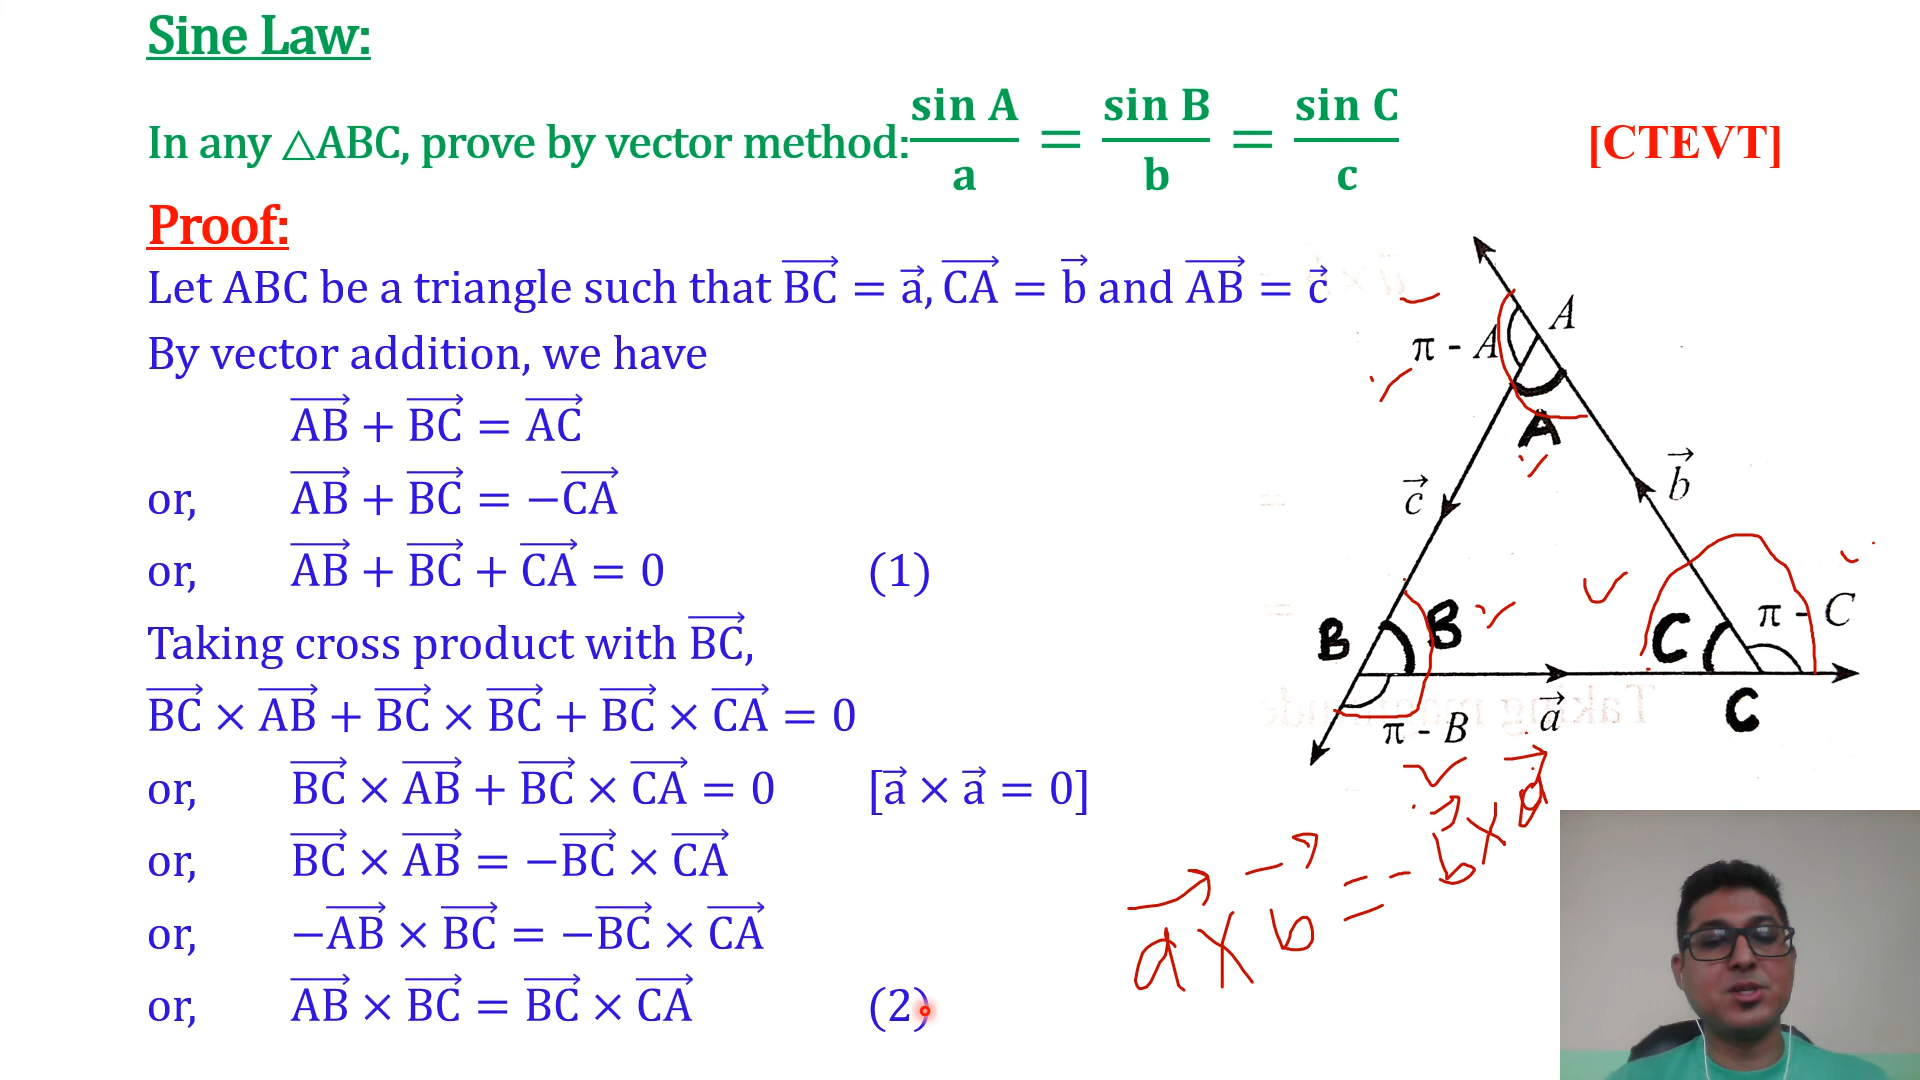 Sine Law:
In any △ABC, prove by vector method: sin A/a = sin B/b = sin C/c [CTEVT]
Proof:
Let ABC be a triangle such that B͞C⃗ = a⃗, CA⃗ = b⃗ and AB⃗ = c⃗
By vector addition, we have
AB⃗ + BC⃗ = AC⃗
or, AB⃗ + BC⃗ = −CA⃗
or, AB⃗ + BC⃗ + CA⃗ = 0 (1)
Taking cross product with BC⃗,
BC⃗ × AB⃗ + BC⃗ × BC⃗ + BC⃗ × CA⃗ = 0
or, BC⃗ × AB⃗ + BC⃗ × CA⃗ = 0 [a⃗ × a⃗ = 0]
or, BC⃗ × AB⃗ = −BC⃗ × CA⃗
or, −AB⃗ × BC⃗ = −BC⃗ × CA⃗
or, AB⃗ × BC⃗ = BC⃗ × CA⃗ (2)
A
π - A
A
c⃗
b⃗
B
B
C
π - C
π - B
a⃗
C
a⃗ × b⃗ = - b⃗ × a⃗